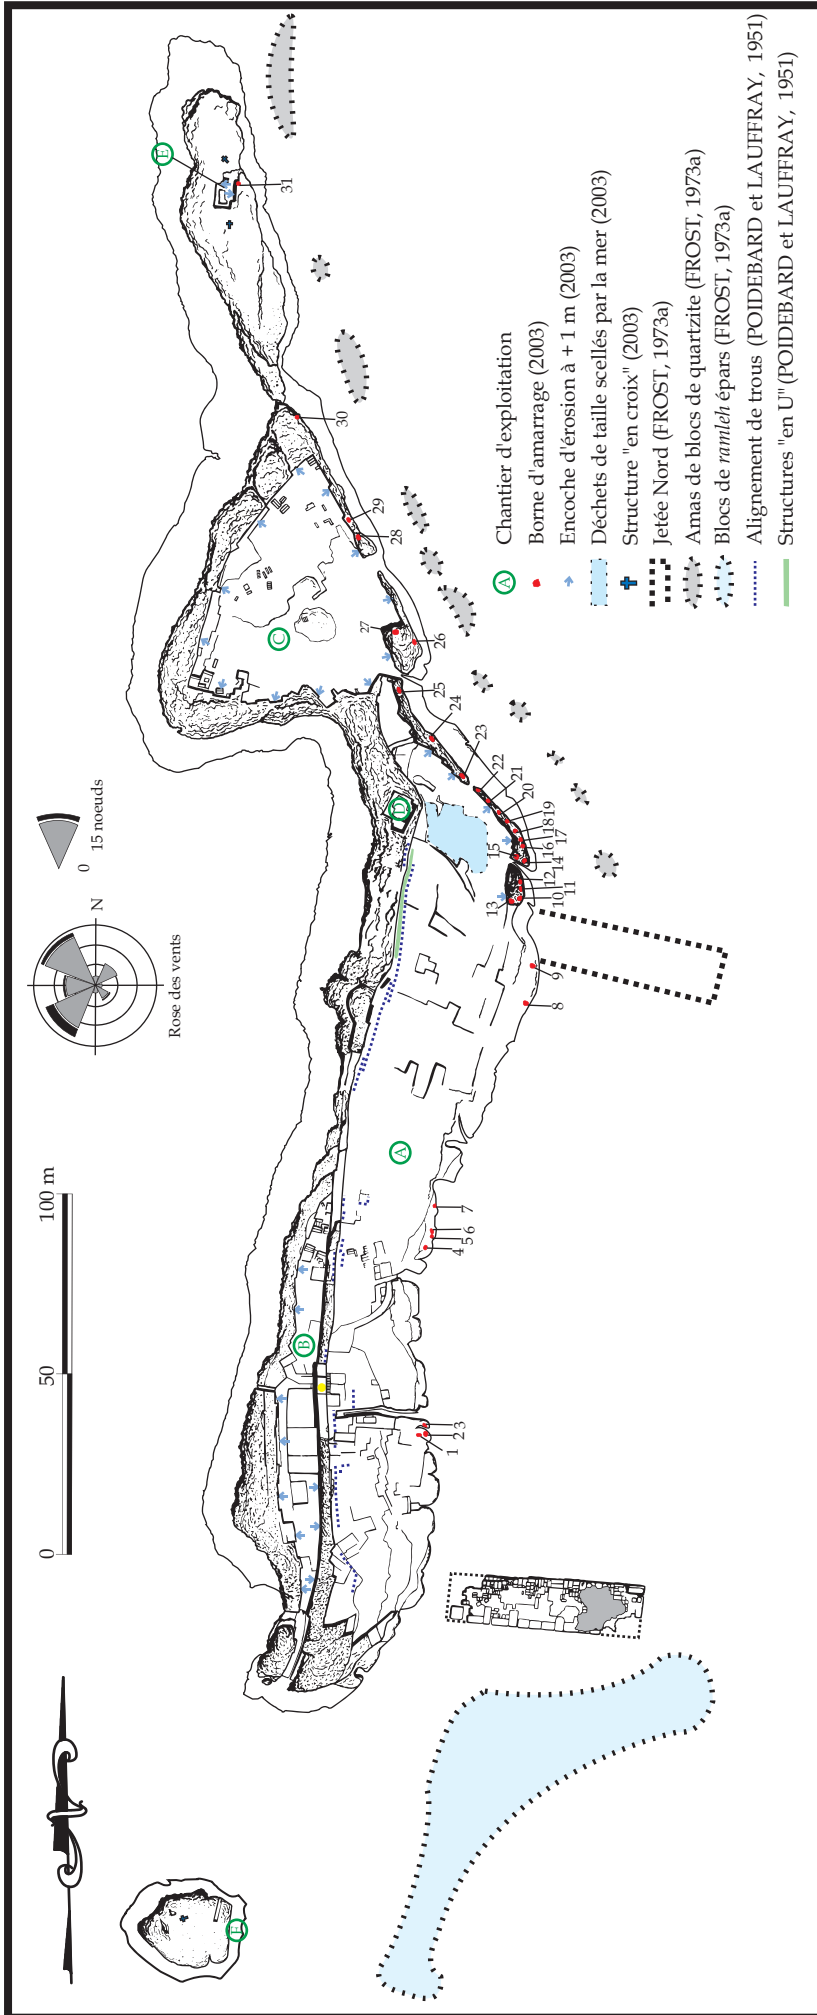 Chantier d'exploitation
Borne d'amarrage (2003)
Encoche d'érosion à + 1 m (2003)
Déchets de taille scellés par la mer (2003)
Structure "en croix" (2003)
Jetée Nord (FROST, 1973a)
Amas de blocs de quartzite (FROST, 1973a)
Blocs de ramleh épars (FROST, 1973a)
Alignement de trous (POIDEBARD et LAUFFRAY, 1951)
Structures "en U" (POIDEBARD et LAUFFRAY, 1951)
A
0
50
100 m
Rose des vents
N
0
15 noeuds
F
B
A
D
C
E
1
2
3
4
5
6
7
8
9
10
11
12
13
14
15
16
17
18
19
20
21
22
23
24
25
26
27
28
29
30
31